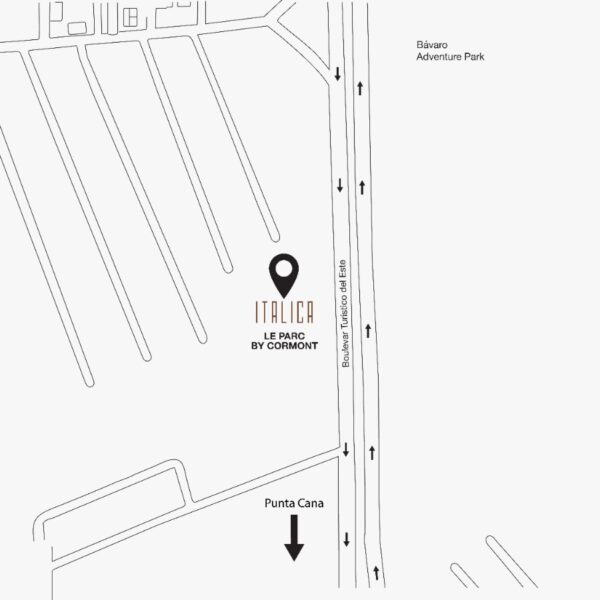 Bávaro
Adventure Park
Boulevar Turístico del Este
ITALICA
LE PARC
BY CORMONT
Punta Cana